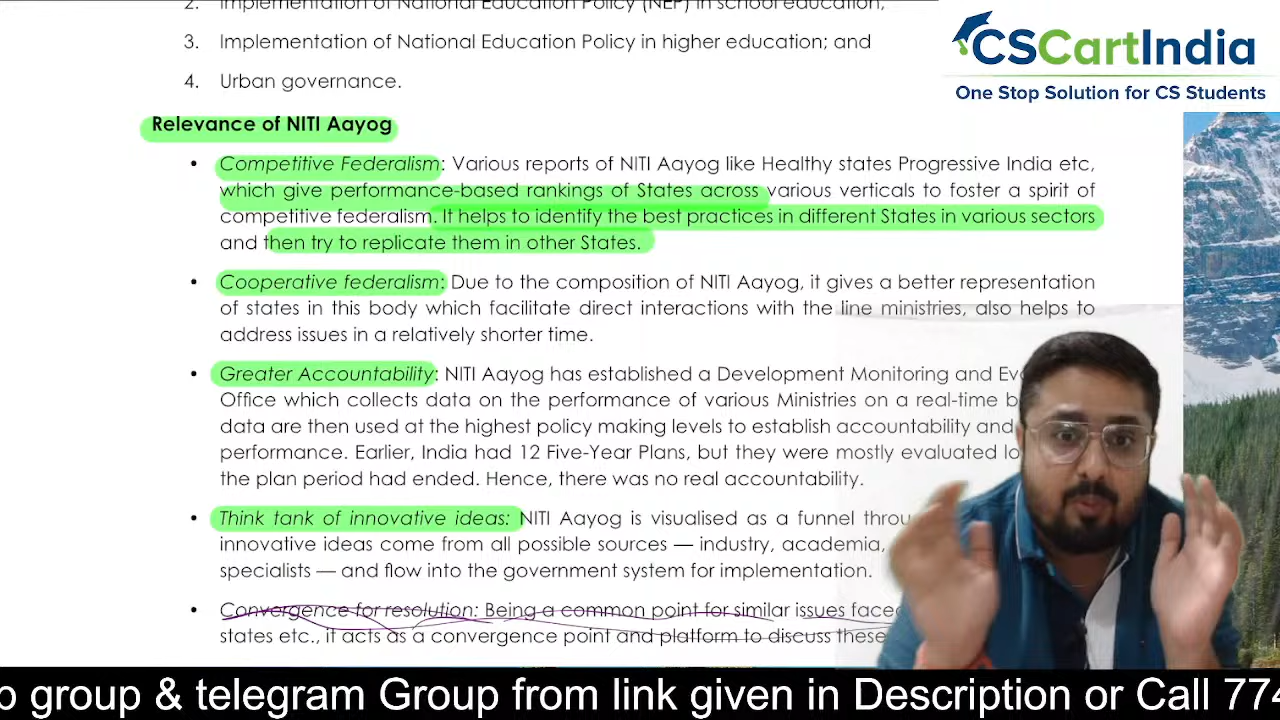 2. Implementation of National Education Policy (NEP) in school education;
3. Implementation of National Education Policy in higher education; and
4. Urban governance.
CSCartIndia
One Stop Solution for CS Students
Relevance of NITI Aayog
• Competitive Federalism: Various reports of NITI Aayog like Healthy states Progressive India etc,
which give performance-based rankings of States across various verticals to foster a spirit of
competitive federalism. It helps to identify the best practices in different States in various sectors
and then try to replicate them in other States.
• Cooperative federalism: Due to the composition of NITI Aayog, it gives a better representation
of states in this body which facilitate direct interactions with the line ministries, also helps to
address issues in a relatively shorter time.
• Greater Accountability: NITI Aayog has established a Development Monitoring and
Office which collects data on the performance of various Ministries on a real-time
data are then used at the highest policy making levels to establish accountability and
performance. Earlier, India had 12 Five-Year Plans, but they were mostly evaluated
the plan period had ended. Hence, there was no real accountability.
• Think tank of innovative ideas: NITI Aayog is visualised as a funnel
innovative ideas come from all possible sources — industry, academia,
specialists — and flow into the government system for implementation.
• Convergence for resolution: Being a common point for similar issues
states etc., it acts as a convergence point and platform to discuss these
group & telegram Group from link given in Description or Call